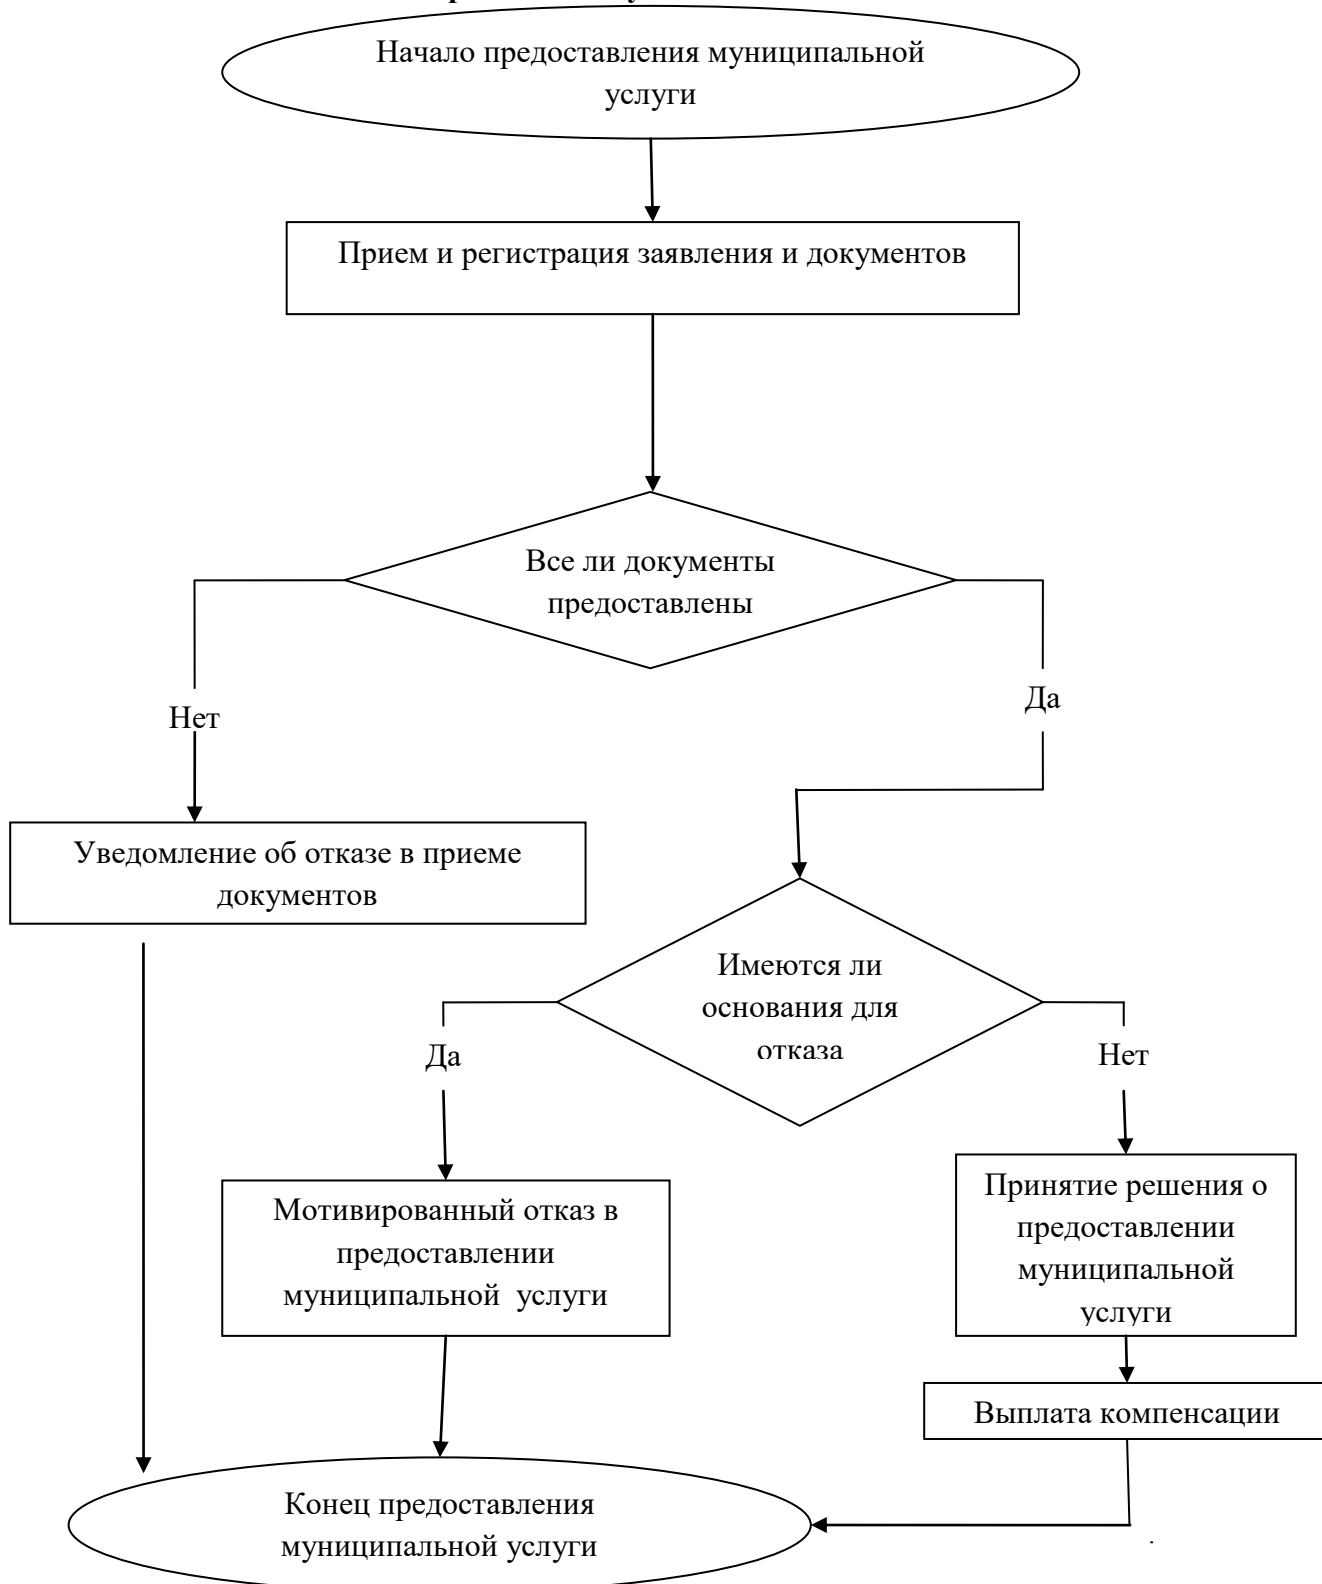 Начало предоставления муниципальной
услуги
Прием и регистрация заявления и документов
Все ли документы
предоставлены
Нет
Да
Уведомление об отказе в приеме
документов
Имеются ли
основания для
отказа
Да
Нет
Мотивированный отказ в
предоставлении
муниципальной услуги
Принятие решения о
предоставлении
муниципальной
услуги
Выплата компенсации
Конец предоставления
муниципальной услуги